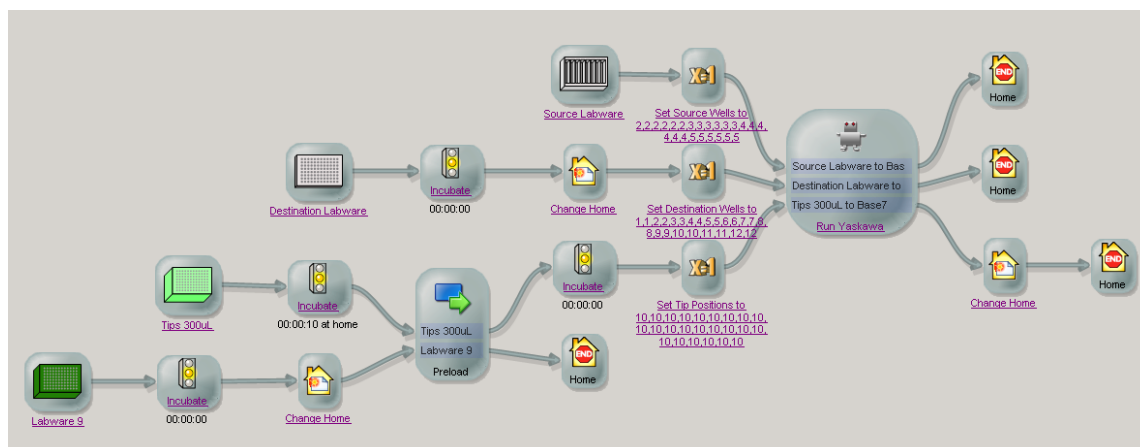 END
Home
Source Labware
Set Source Wells to
2,2,2,2,2,2,3,3,3,3,3,3,4,4,4,
4,4,4,5,5,5,5,5,5
Source Labware to Bas
Destination Labware to
Tips 300uL to Base7
Run Yaskawa
Destination Labware
Incubate
00:00:00
Change Home
Set Destination Wells to
1,1,2,2,3,3,4,4,5,5,6,6,7,7,8,
8,9,9,10,10,11,11,12,12
END
Home
Tips 300uL
Incubate
00:00:10 at home
Tips 300uL
Labware 9
Preload
Incubate
00:00:00
Set Tip Positions to
10,10,10,10,10,10,10,10,10,
10,10,10,10,10,10,10,10,10,
10,10,10,10,10,10
Change Home
END
Home
Labware 9
Incubate
00:00:00
Change Home
END
Home